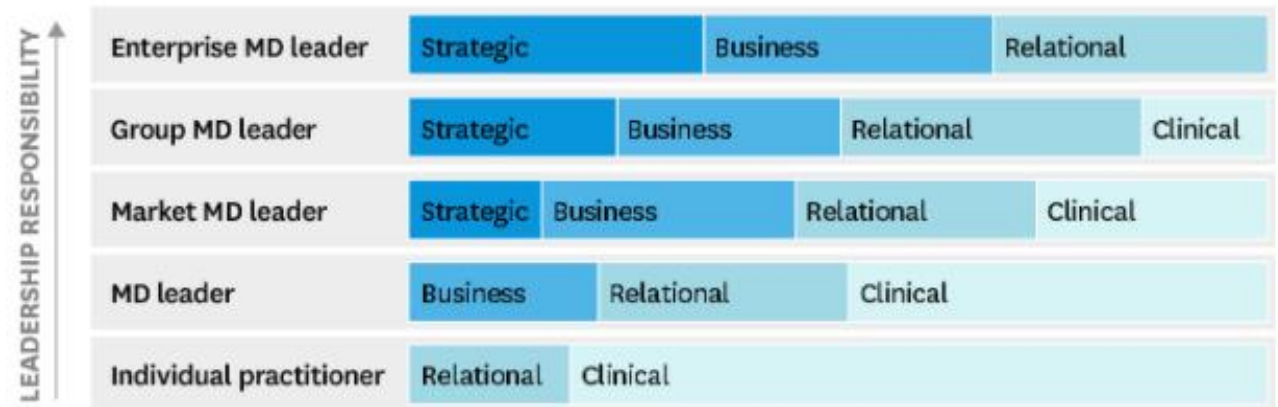 LEADERSHIP RESPONSIBILITY
Enterprise MD leader Strategic Business Relational
Group MD leader Strategic Business Relational Clinical
Market MD leader Strategic Business Relational Clinical
MD leader Business Relational Clinical
Individual practitioner Relational Clinical